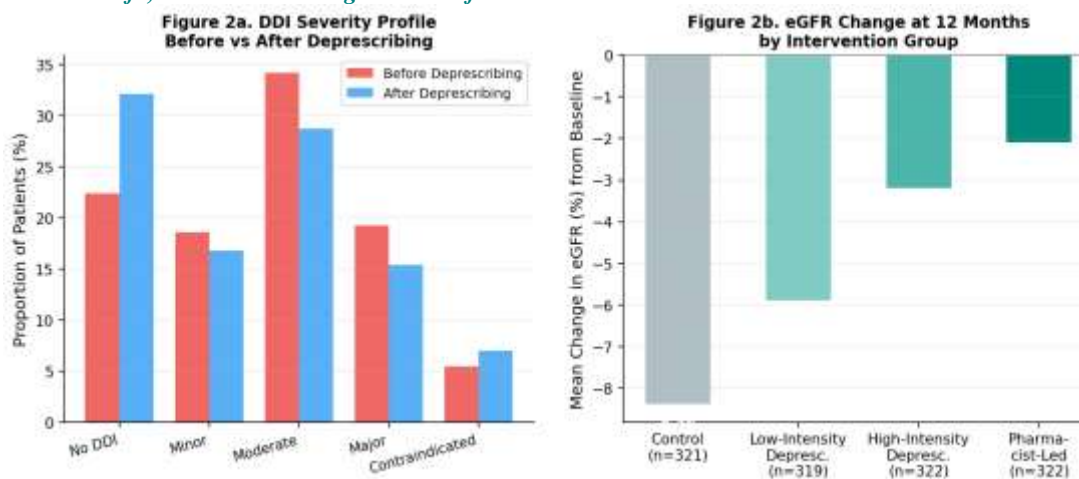 Figure 2a. DDI Severity Profile
Before vs After Deprescribing
Before Deprescribing
After Deprescribing
Proportion of Patients (%)
35
30
25
20
15
10
5
0
No DDI
Minor
Moderate
Major
Contraindicated
Figure 2b. eGFR Change at 12 Months
by Intervention Group
Mean Change in eGFR (%) from Baseline
0
−1
−2
−3
−4
−5
−6
−7
−8
Control
(n=321)
Low-Intensity
Depresc.
(n=319)
High-Intensity
Depresc.
(n=322)
Pharma-
cist-Led
(n=322)